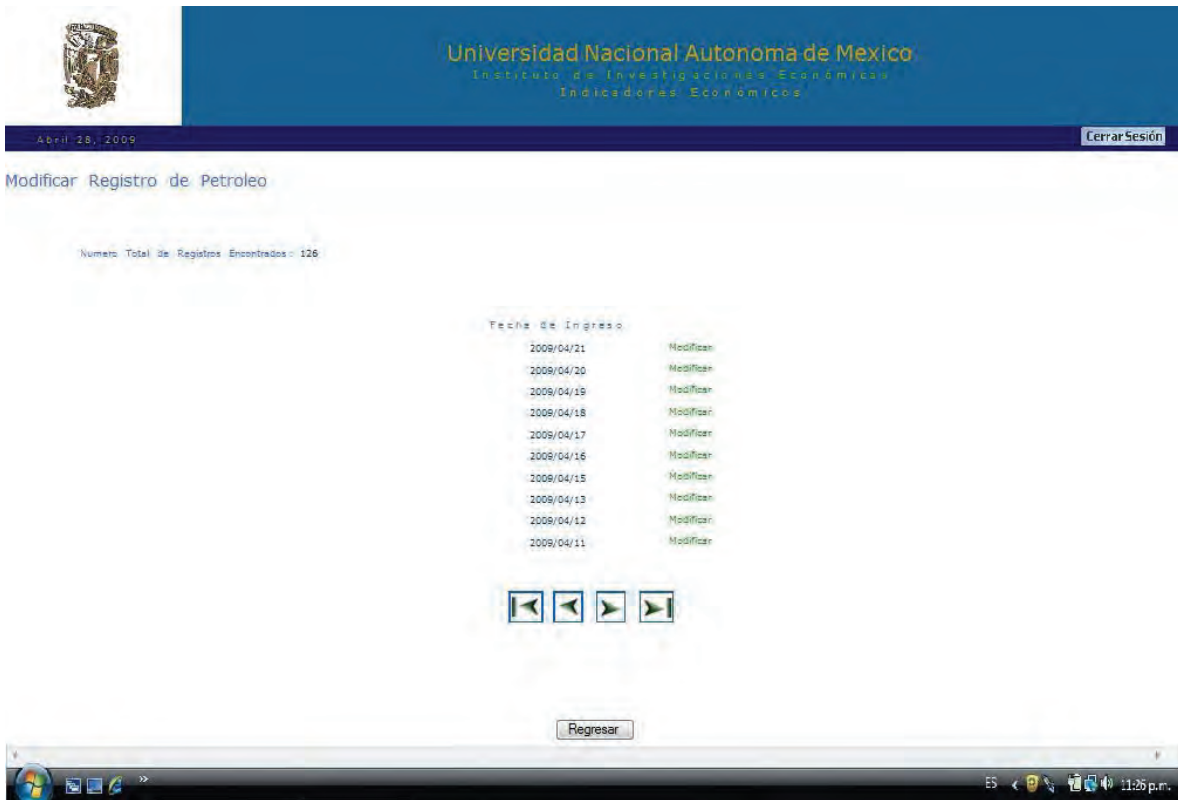 Universidad Nacional Autonoma de Mexico
Instituto de Investigaciones Económicas
Indicadores Económicos
Abril 28, 2009
Cerrar Sesión
Modificar Registro de Petroleo
Numero Total de Registros Encontrados: 126
Fecha de Ingreso
2009/04/21 Modificar
2009/04/20 Modificar
2009/04/19 Modificar
2009/04/18 Modificar
2009/04/17 Modificar
2009/04/16 Modificar
2009/04/15 Modificar
2009/04/13 Modificar
2009/04/12 Modificar
2009/04/11 Modificar
Regresar
ES 11:26 p.m.